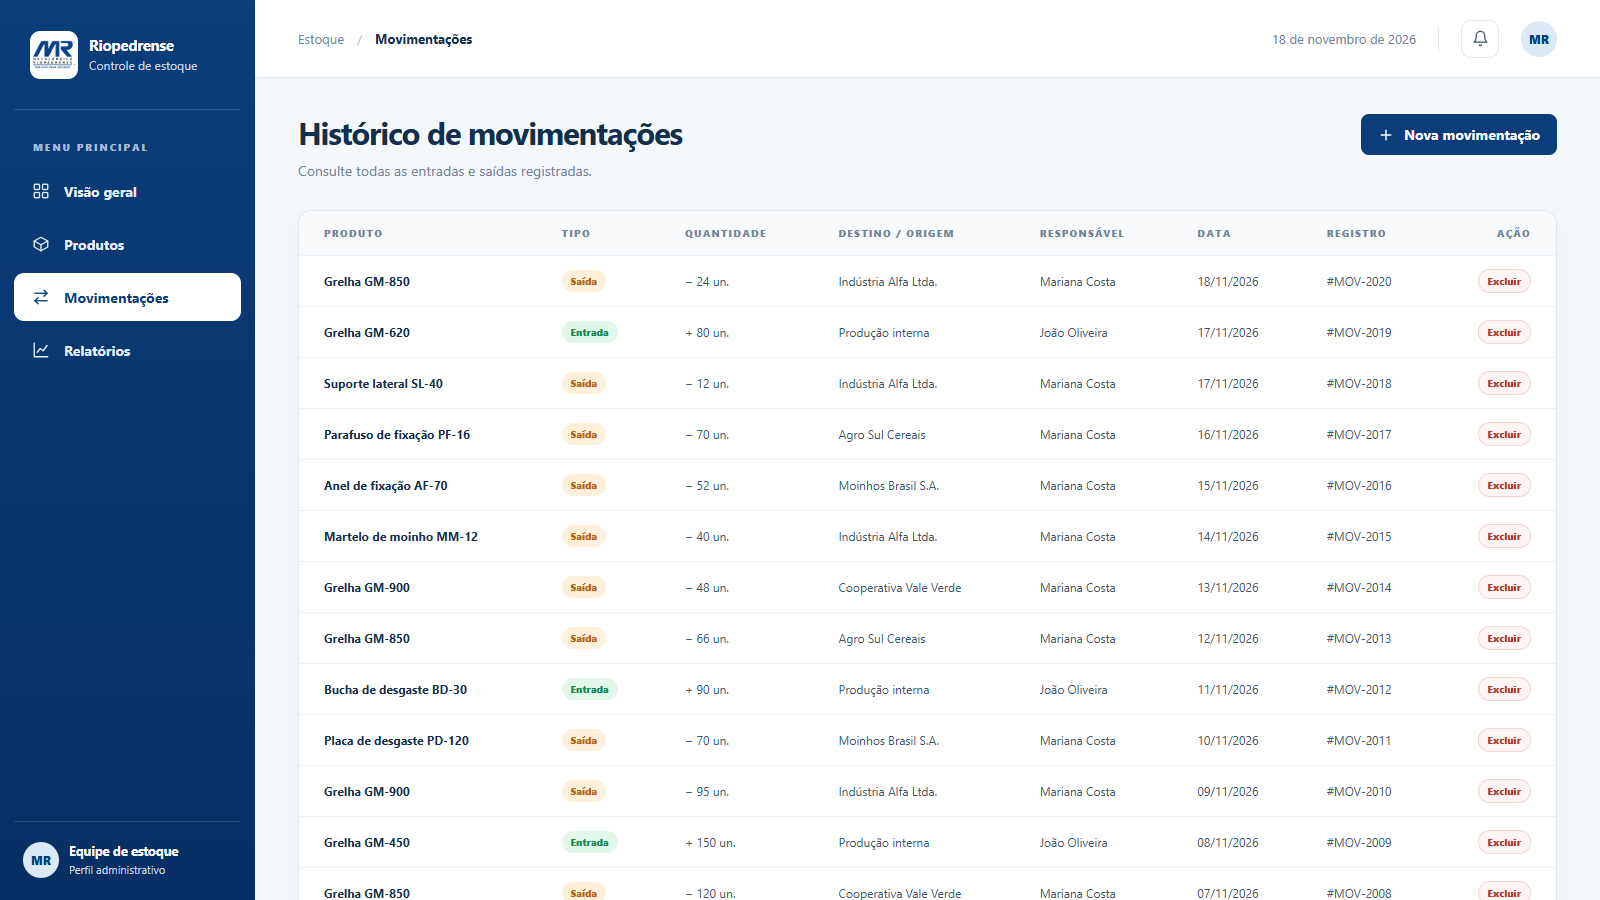 MR
METALÚRGICA
RIOPEDRENSE
Riopedrense
Controle de estoque
MENU PRINCIPAL
Visão geral
Produtos
Movimentações
Relatórios
MR
Equipe de estoque
Perfil administrativo
Estoque / Movimentações
18 de novembro de 2026
MR
Histórico de movimentações
Consulte todas as entradas e saídas registradas.
+ Nova movimentação
PRODUTO TIPO QUANTIDADE DESTINO / ORIGEM RESPONSÁVEL DATA REGISTRO AÇÃO
Grelha GM-850 Saída − 24 un. Indústria Alfa Ltda. Mariana Costa 18/11/2026 #MOV-2020 Excluir
Grelha GM-620 Entrada + 80 un. Produção interna João Oliveira 17/11/2026 #MOV-2019 Excluir
Suporte lateral SL-40 Saída − 12 un. Indústria Alfa Ltda. Mariana Costa 17/11/2026 #MOV-2018 Excluir
Parafuso de fixação PF-16 Saída − 70 un. Agro Sul Cereais Mariana Costa 16/11/2026 #MOV-2017 Excluir
Anel de fixação AF-70 Saída − 52 un. Moinhos Brasil S.A. Mariana Costa 15/11/2026 #MOV-2016 Excluir
Martelo de moinho MM-12 Saída − 40 un. Indústria Alfa Ltda. Mariana Costa 14/11/2026 #MOV-2015 Excluir
Grelha GM-900 Saída − 48 un. Cooperativa Vale Verde Mariana Costa 13/11/2026 #MOV-2014 Excluir
Grelha GM-850 Saída − 66 un. Agro Sul Cereais Mariana Costa 12/11/2026 #MOV-2013 Excluir
Bucha de desgaste BD-30 Entrada + 90 un. Produção interna João Oliveira 11/11/2026 #MOV-2012 Excluir
Placa de desgaste PD-120 Saída − 70 un. Moinhos Brasil S.A. Mariana Costa 10/11/2026 #MOV-2011 Excluir
Grelha GM-900 Saída − 95 un. Indústria Alfa Ltda. Mariana Costa 09/11/2026 #MOV-2010 Excluir
Grelha GM-450 Entrada + 150 un. Produção interna João Oliveira 08/11/2026 #MOV-2009 Excluir
Grelha GM-850 Saída − 120 un. Cooperativa Vale Verde Mariana Costa 07/11/2026 #MOV-2008 Excluir